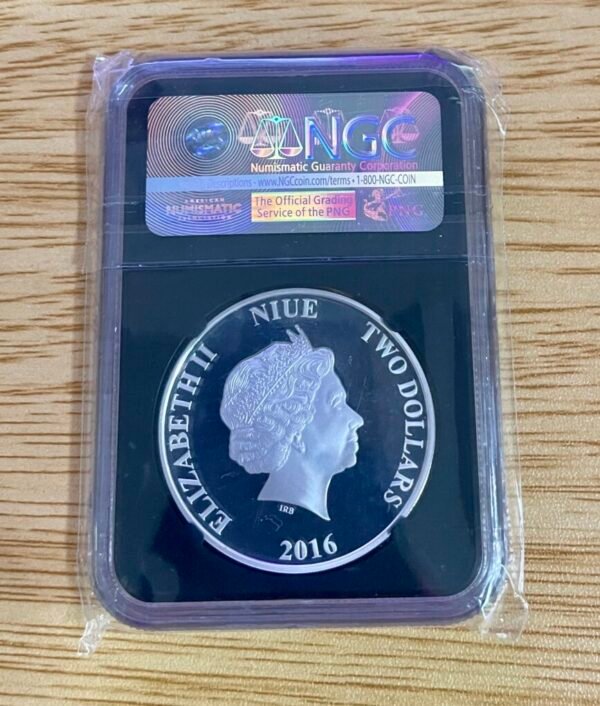 NGC
Numismatic Guaranty Corporation
Descriptions - www.NGCcoin.com/terms • 1-800-NGC-COIN
AMERICAN
NUMISMATIC
ASSOCIATION
The Official Grading
Service of the PNG
PNG
ELIZABETH II NIUE TWO DOLLARS
IRB
2016